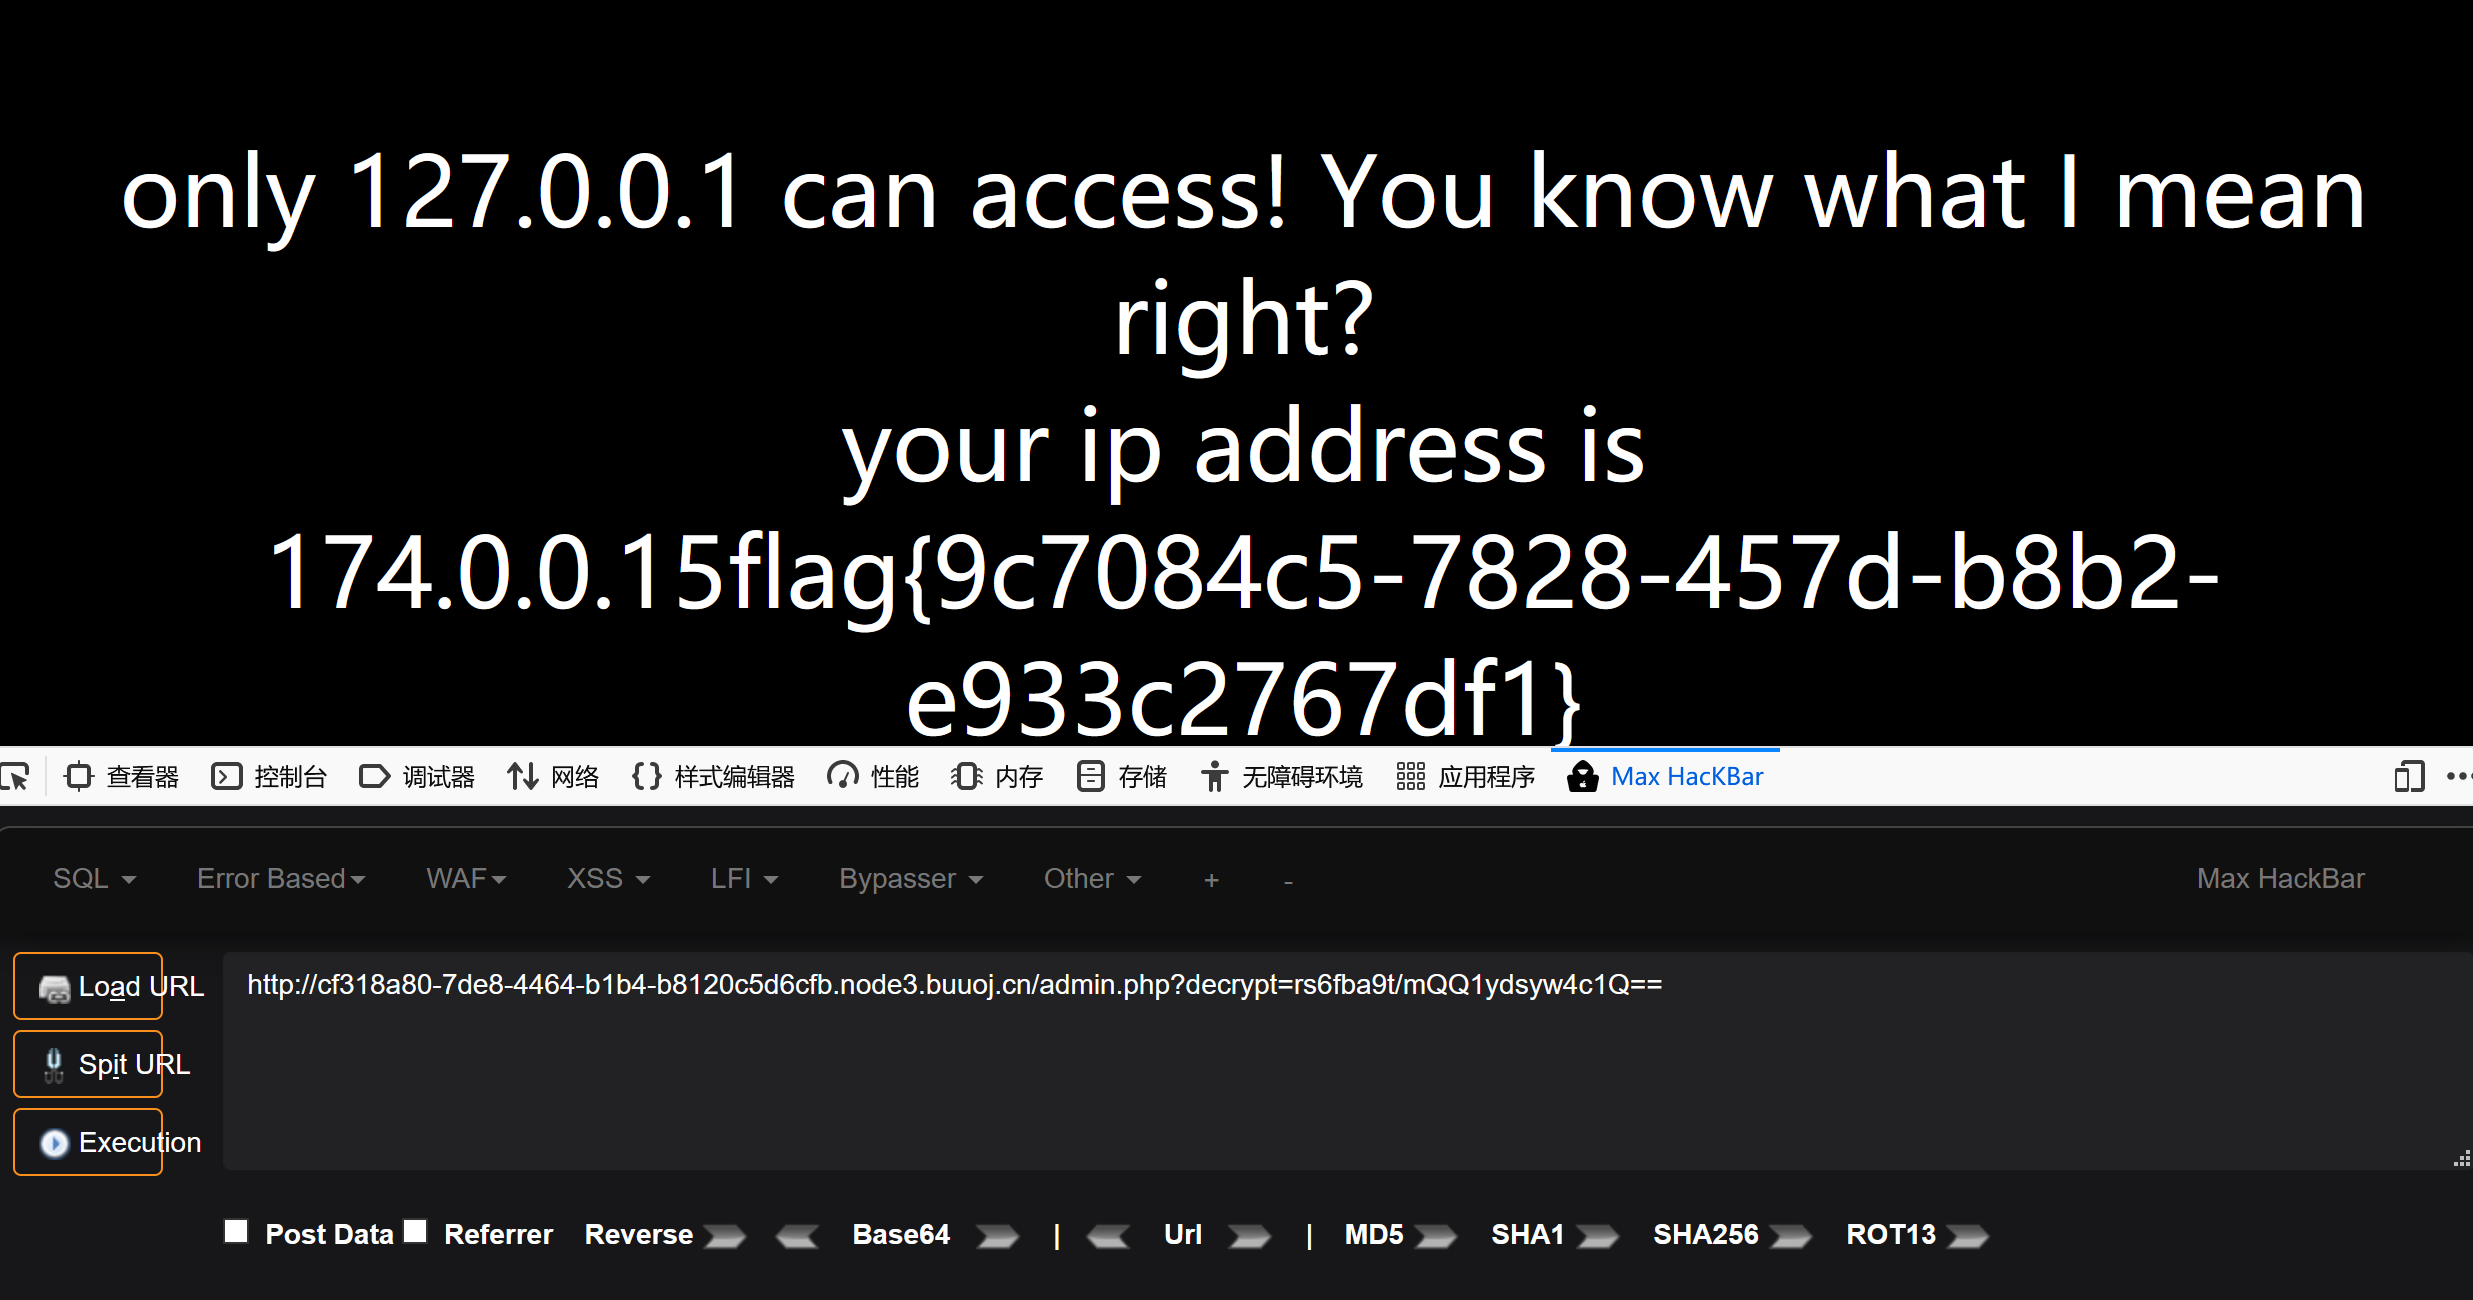 only 127.0.0.1 can access! You know what I mean
right?
your ip address is
174.0.0.15flag{9c7084c5-7828-457d-b8b2-
e933c2767df1}
查看器 控制台 调试器 网络 样式编辑器 性能 内存 存储 无障碍环境 应用程序 Max HacKBar
SQL Error Based WAF XSS LFI Bypasser Other + - Max HackBar
Load URL http://cf318a80-7de8-4464-b1b4-b8120c5d6cfb.node3.buuoj.cn/admin.php?decrypt=rs6fba9t/mQQ1ydsyw4c1Q==
Spit URL
Execution
Post Data Referrer Reverse Base64 | Url | MD5 SHA1 SHA256 ROT13